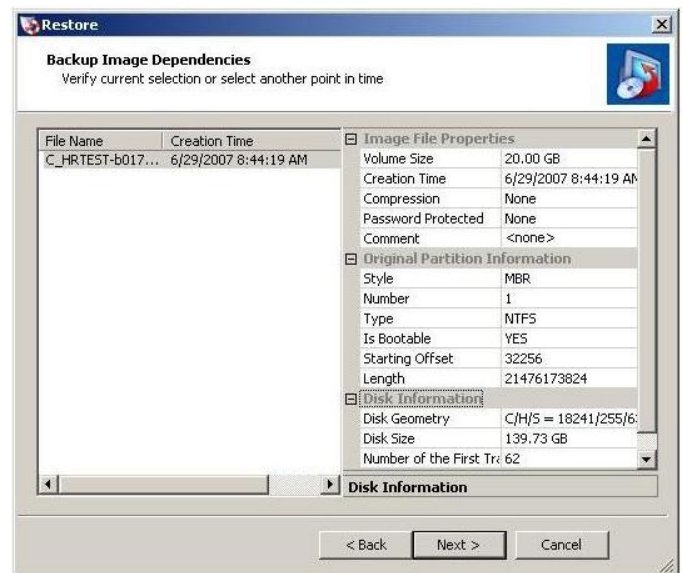 Restore
Backup Image Dependencies
Verify current selection or select another point in time
File Name Creation Time
C_HRTEST-b017... 6/29/2007 8:44:19 AM
Image File Properties
Volume Size 20.00 GB
Creation Time 6/29/2007 8:44:19 AM
Compression None
Password Protected None
Comment <none>
Original Partition Information
Style MBR
Number 1
Type NTFS
Is Bootable YES
Starting Offset 32256
Length 21476173824
Disk Information
Disk Geometry C/H/S = 18241/255/6
Disk Size 139.73 GB
Number of the First Tra 62
Disk Information
< Back Next > Cancel